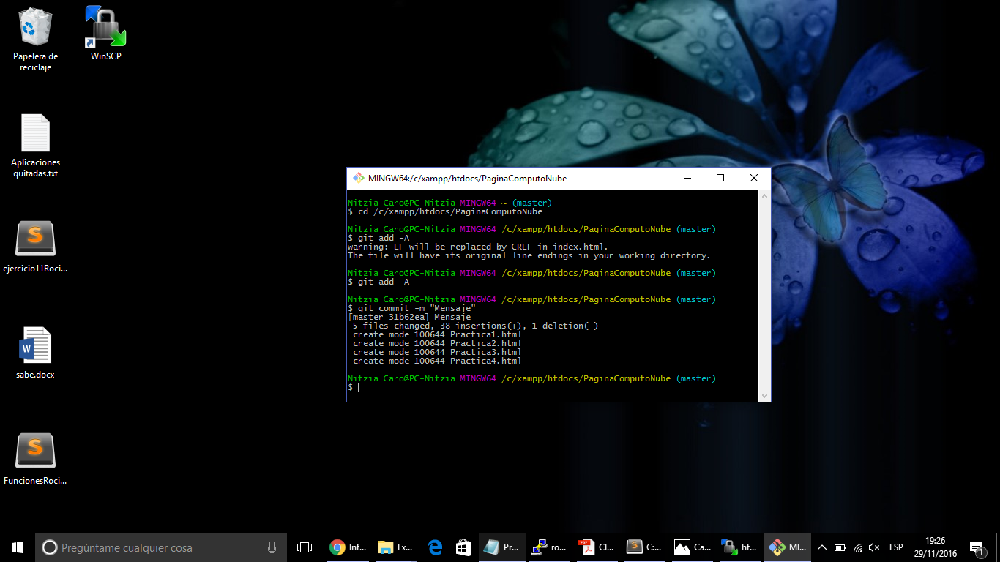 Papelera de
reciclaje
WinSCP
Aplicaciones
quitadas.txt
ejercicio11Roci...
sabe.docx
FuncionesRoci...
MINGW64:/c/xampp/htdocs/PaginaComputoNube
Nitzia Caro@PC-Nitzia MINGW64 ~ (master)
$ cd /c/xampp/htdocs/PaginaComputoNube
Nitzia Caro@PC-Nitzia MINGW64 /c/xampp/htdocs/PaginaComputoNube (master)
$ git add -A
warning: LF will be replaced by CRLF in index.html.
The file will have its original line endings in your working directory.
Nitzia Caro@PC-Nitzia MINGW64 /c/xampp/htdocs/PaginaComputoNube (master)
$ git add -A
Nitzia Caro@PC-Nitzia MINGW64 /c/xampp/htdocs/PaginaComputoNube (master)
$ git commit -m "Mensaje"
[master 31b62ea] Mensaje
5 files changed, 38 insertions(+), 1 deletion(-)
create mode 100644 Practica1.html
create mode 100644 Practica2.html
create mode 100644 Practica3.html
create mode 100644 Practica4.html
Nitzia Caro@PC-Nitzia MINGW64 /c/xampp/htdocs/PaginaComputoNube (master)
$
Pregúntame cualquier cosa
Inf...
Ex...
Pr...
ro...
Cl...
C:...
Ca...
ht...
MI...
ESP
19:26
29/11/2016
1